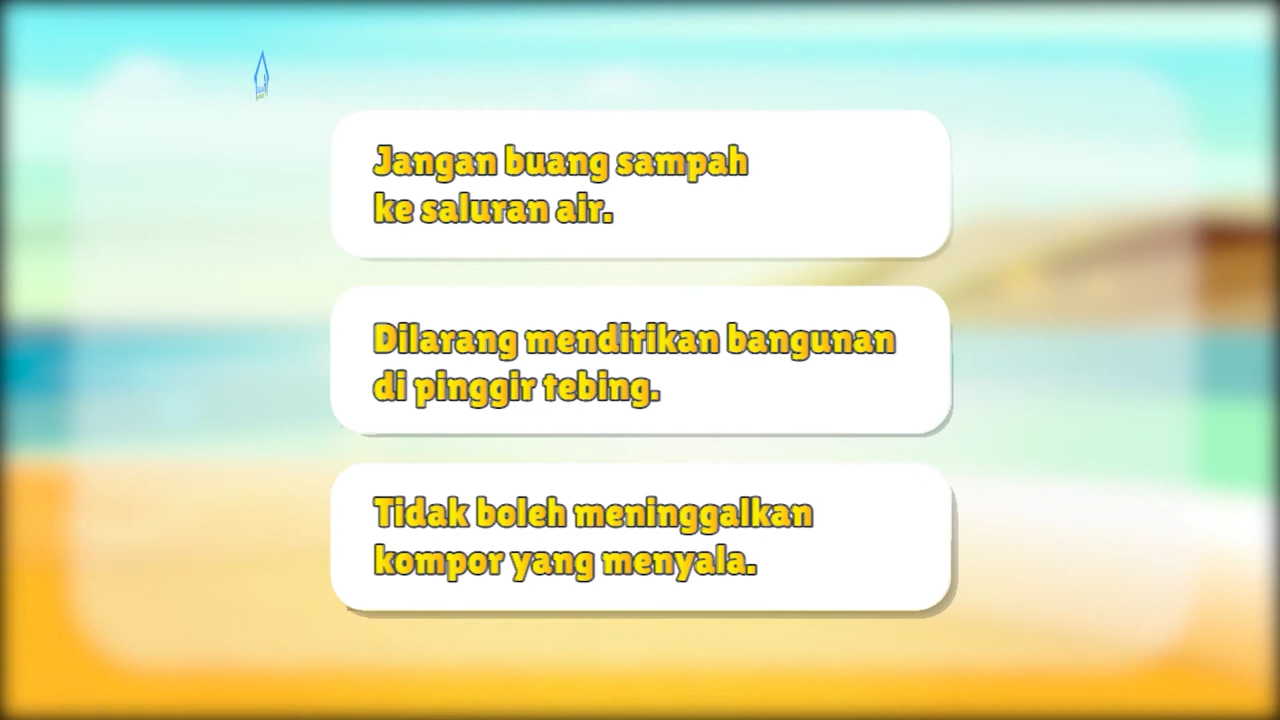 Jangan buang sampah
ke saluran air.
Dilarang mendirikan bangunan
di pinggir tebing.
Tidak boleh meninggalkan
kompor yang menyala.